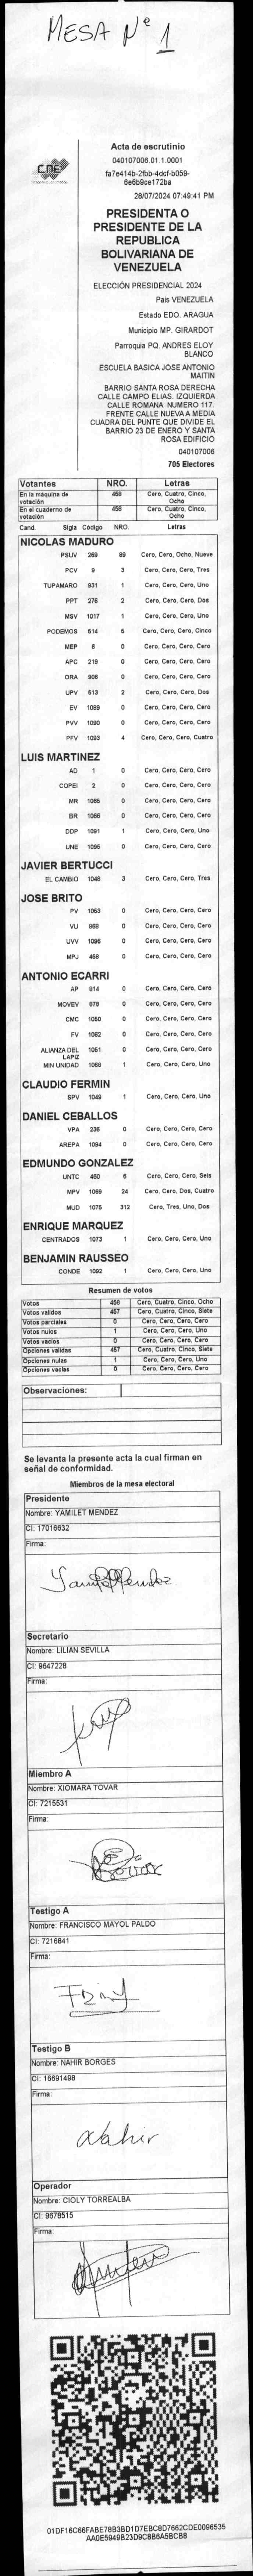 MESA Nº 1
CNE
Acta de escrutinio
040107006.01.1.0001
fa7e414b-2fbb-4dcf-b059-
6e6b9ce172ba
28/07/2024 07:49:41 PM
PRESIDENTA O
PRESIDENTE DE LA
REPUBLICA
BOLIVARIANA DE
VENEZUELA
ELECCIÓN PRESIDENCIAL 2024
Pais VENEZUELA
Estado EDO. ARAGUA
Municipio MP. GIRARDOT
Parroquia PQ. ANDRES ELOY
BLANCO
ESCUELA BASICA JOSE ANTONIO
MAITIN
BARRIO SANTA ROSA DERECHA
CALLE CAMPO ELIAS. IZQUIERDA
CALLE ROMANA NUMERO 117.
FRENTE CALLE NUEVA A MEDIA
CUADRA DEL PUNTE QUE DIVIDE EL
BARRIO 23 DE ENERO Y SANTA
ROSA EDIFICIO
040107006
705 Electores
Votantes NRO. Letras
En la máquina de votación 458 Cero, Cuatro, Cinco, Ocho
En el cuaderno de votación 458 Cero, Cuatro, Cinco, Ocho
Cand. Sigla Código NRO. Letras
NICOLAS MADURO
PSUV 269 89 Cero, Cero, Ocho, Nueve
PCV 9 3 Cero, Cero, Cero, Tres
TUPAMARO 931 1 Cero, Cero, Cero, Uno
PPT 276 2 Cero, Cero, Cero, Dos
MSV 1017 1 Cero, Cero, Cero, Uno
PODEMOS 514 5 Cero, Cero, Cero, Cinco
MEP 6 0 Cero, Cero, Cero, Cero
APC 219 0 Cero, Cero, Cero, Cero
ORA 906 0 Cero, Cero, Cero, Cero
UPV 513 2 Cero, Cero, Cero, Dos
EV 1089 0 Cero, Cero, Cero, Cero
PVV 1090 0 Cero, Cero, Cero, Cero
PFV 1093 4 Cero, Cero, Cero, Cuatro
LUIS MARTINEZ
AD 1 0 Cero, Cero, Cero, Cero
COPEI 2 0 Cero, Cero, Cero, Cero
MR 1065 0 Cero, Cero, Cero, Cero
BR 1066 0 Cero, Cero, Cero, Cero
DDP 1091 1 Cero, Cero, Cero, Uno
UNE 1095 0 Cero, Cero, Cero, Cero
JAVIER BERTUCCI
EL CAMBIO 1048 3 Cero, Cero, Cero, Tres
JOSE BRITO
PV 1053 0 Cero, Cero, Cero, Cero
VU 868 0 Cero, Cero, Cero, Cero
UVV 1096 0 Cero, Cero, Cero, Cero
MPJ 458 0 Cero, Cero, Cero, Cero
ANTONIO ECARRI
AP 914 0 Cero, Cero, Cero, Cero
MOVEV 979 0 Cero, Cero, Cero, Cero
CMC 1050 0 Cero, Cero, Cero, Cero
FV 1062 0 Cero, Cero, Cero, Cero
ALIANZA DEL LAPIZ 1051 0 Cero, Cero, Cero, Cero
MIN UNIDAD 1068 1 Cero, Cero, Cero, Uno
CLAUDIO FERMIN
SPV 1049 1 Cero, Cero, Cero, Uno
DANIEL CEBALLOS
VPA 236 0 Cero, Cero, Cero, Cero
AREPA 1094 0 Cero, Cero, Cero, Cero
EDMUNDO GONZALEZ
UNTC 460 6 Cero, Cero, Cero, Seis
MPV 1069 24 Cero, Cero, Dos, Cuatro
MUD 1075 312 Cero, Tres, Uno, Dos
ENRIQUE MARQUEZ
CENTRADOS 1073 1 Cero, Cero, Cero, Uno
BENJAMIN RAUSSEO
CONDE 1092 1 Cero, Cero, Cero, Uno
Resumen de votos
Votos 458 Cero, Cuatro, Cinco, Ocho
Votos validos 457 Cero, Cuatro, Cinco, Siete
Votos parciales 0 Cero, Cero, Cero, Cero
Votos nulos 1 Cero, Cero, Cero, Uno
Votos vacios 0 Cero, Cero, Cero, Cero
Opciones validas 457 Cero, Cuatro, Cinco, Siete
Opciones nulas 1 Cero, Cero, Cero, Uno
Opciones vacias 0 Cero, Cero, Cero, Cero
Observaciones:
Se levanta la presente acta la cual firman en
señal de conformidad.
Miembros de la mesa electoral
Presidente
Nombre: YAMILET MENDEZ
CI: 17016632
Firma:
Secretario
Nombre: LILIAN SEVILLA
CI: 9647228
Firma:
Miembro A
Nombre: XIOMARA TOVAR
CI: 7215531
Firma:
Testigo A
Nombre: FRANCISCO MAYOL PALDO
CI: 7216841
Firma:
Testigo B
Nombre: NAHIR BORGES
CI: 16691498
Firma:
Nahir
Operador
Nombre: CIOLY TORREALBA
CI: 9678515
Firma:
01DF16C66FABE78B3BD1D7EBC8D7662CDE0096535
AA0E5949B23D9C8B6A5BCB8